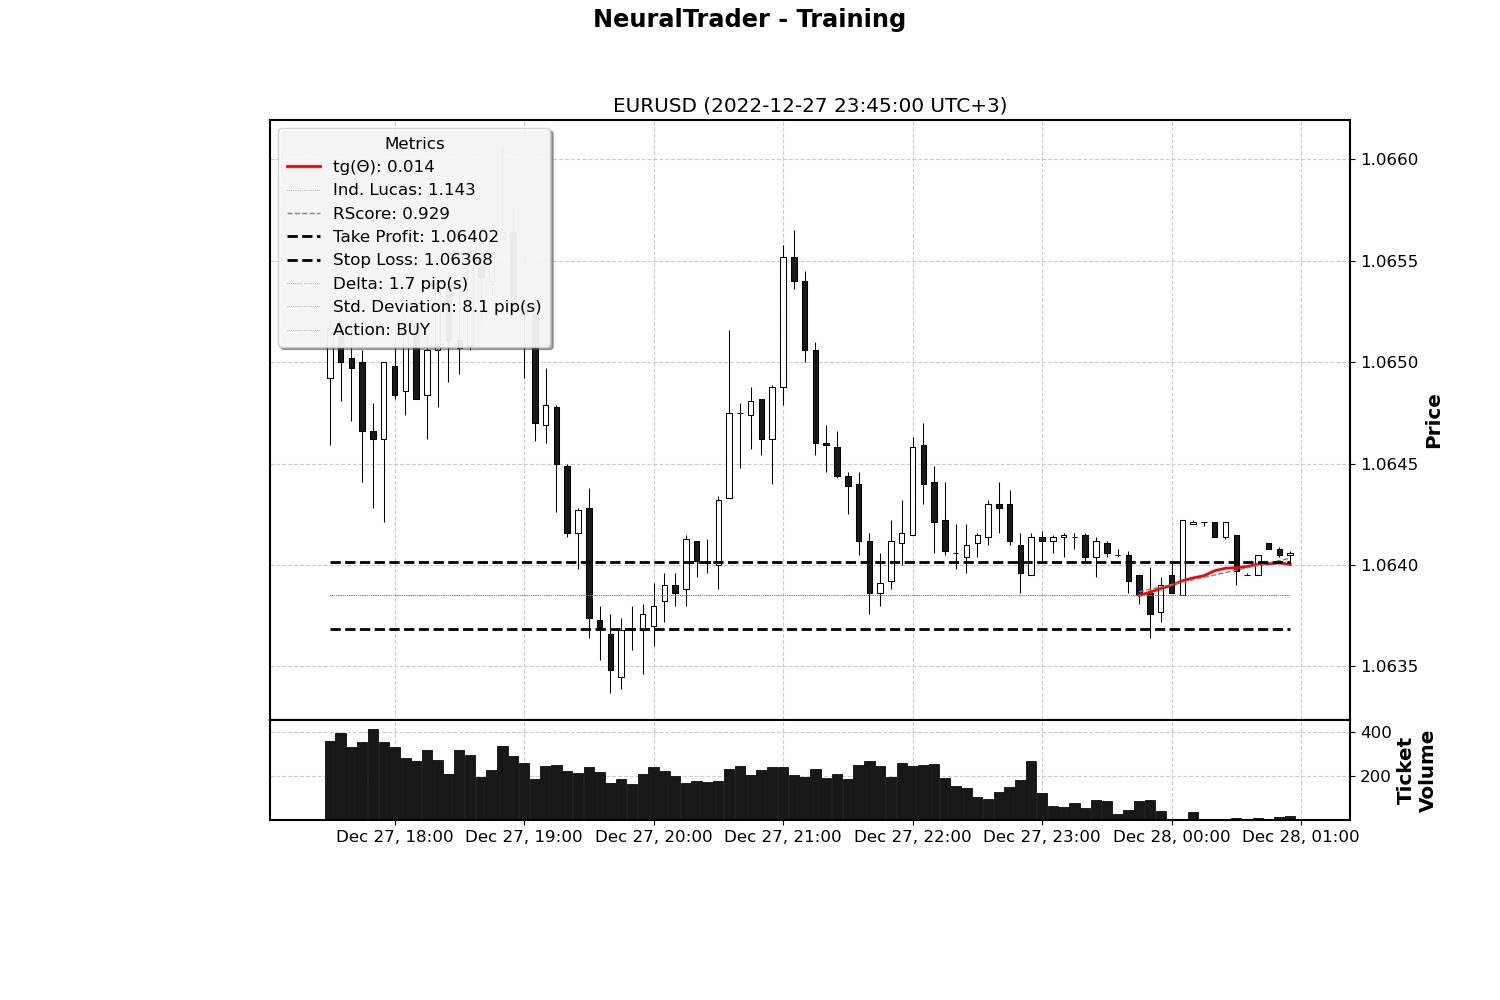 NeuralTrader - Training
EURUSD (2022-12-27 23:45:00 UTC+3)
Metrics
tg(Θ): 0.014
Ind. Lucas: 1.143
RScore: 0.929
Take Profit: 1.06402
Stop Loss: 1.06368
Delta: 1.7 pip(s)
Std. Deviation: 8.1 pip(s)
Action: BUY
1.0660
1.0655
1.0650
1.0645
1.0640
1.0635
Price
400
200
Ticket
Volume
Dec 27, 18:00
Dec 27, 19:00
Dec 27, 20:00
Dec 27, 21:00
Dec 27, 22:00
Dec 27, 23:00
Dec 28, 00:00
Dec 28, 01:00